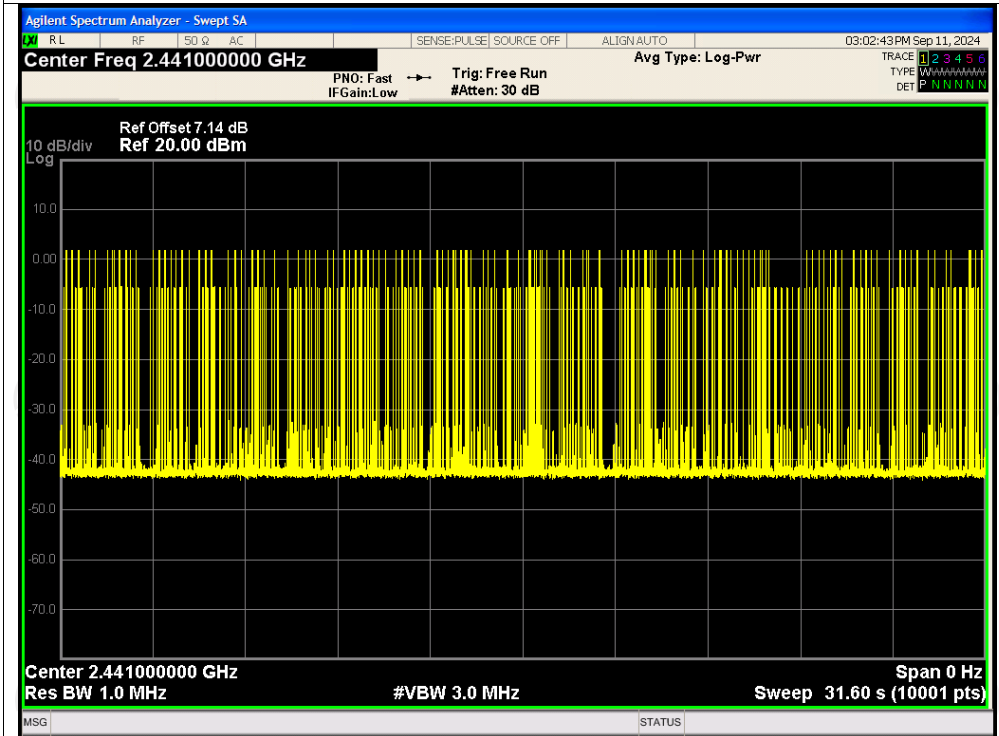 Agilent Spectrum Analyzer - Swept SA
LXI RL RF 50 Ω AC SENSE:PULSE SOURCE OFF ALIGN AUTO 03:02:43 PM Sep 11, 2024
Center Freq 2.441000000 GHz Avg Type: Log-Pwr TRACE 1 2 3 4 5 6
PNO: Fast Trig: Free Run TYPE W
IFGain:Low #Atten: 30 dB DET P N N N N N
Ref Offset 7.14 dB
10 dB/div Ref 20.00 dBm
Log
10.0
0.00
-10.0
-20.0
-30.0
-40.0
-50.0
-60.0
-70.0
Center 2.441000000 GHz Span 0 Hz
Res BW 1.0 MHz #VBW 3.0 MHz Sweep 31.60 s (10001 pts)
MSG STATUS